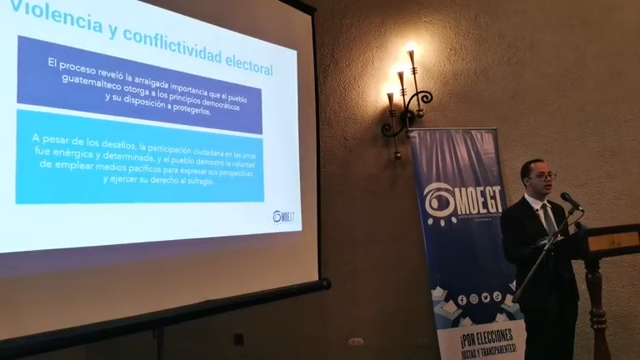 Violencia y conflictividad electoral
El proceso reveló la arraigada importancia que el pueblo
guatemalteco otorga a los principios democráticos
y su disposición a protegerlos.
A pesar de los desafíos, la participación ciudadana en las urnas
fue enérgica y determinada, y el pueblo demostró la voluntad
de emplear medios pacíficos para expresar sus perspectivas
y ejercer su derecho al sufragio.
MOEGT
MOEGT
¡POR ELECCIONES
JUSTAS Y TRANSPARENTES!